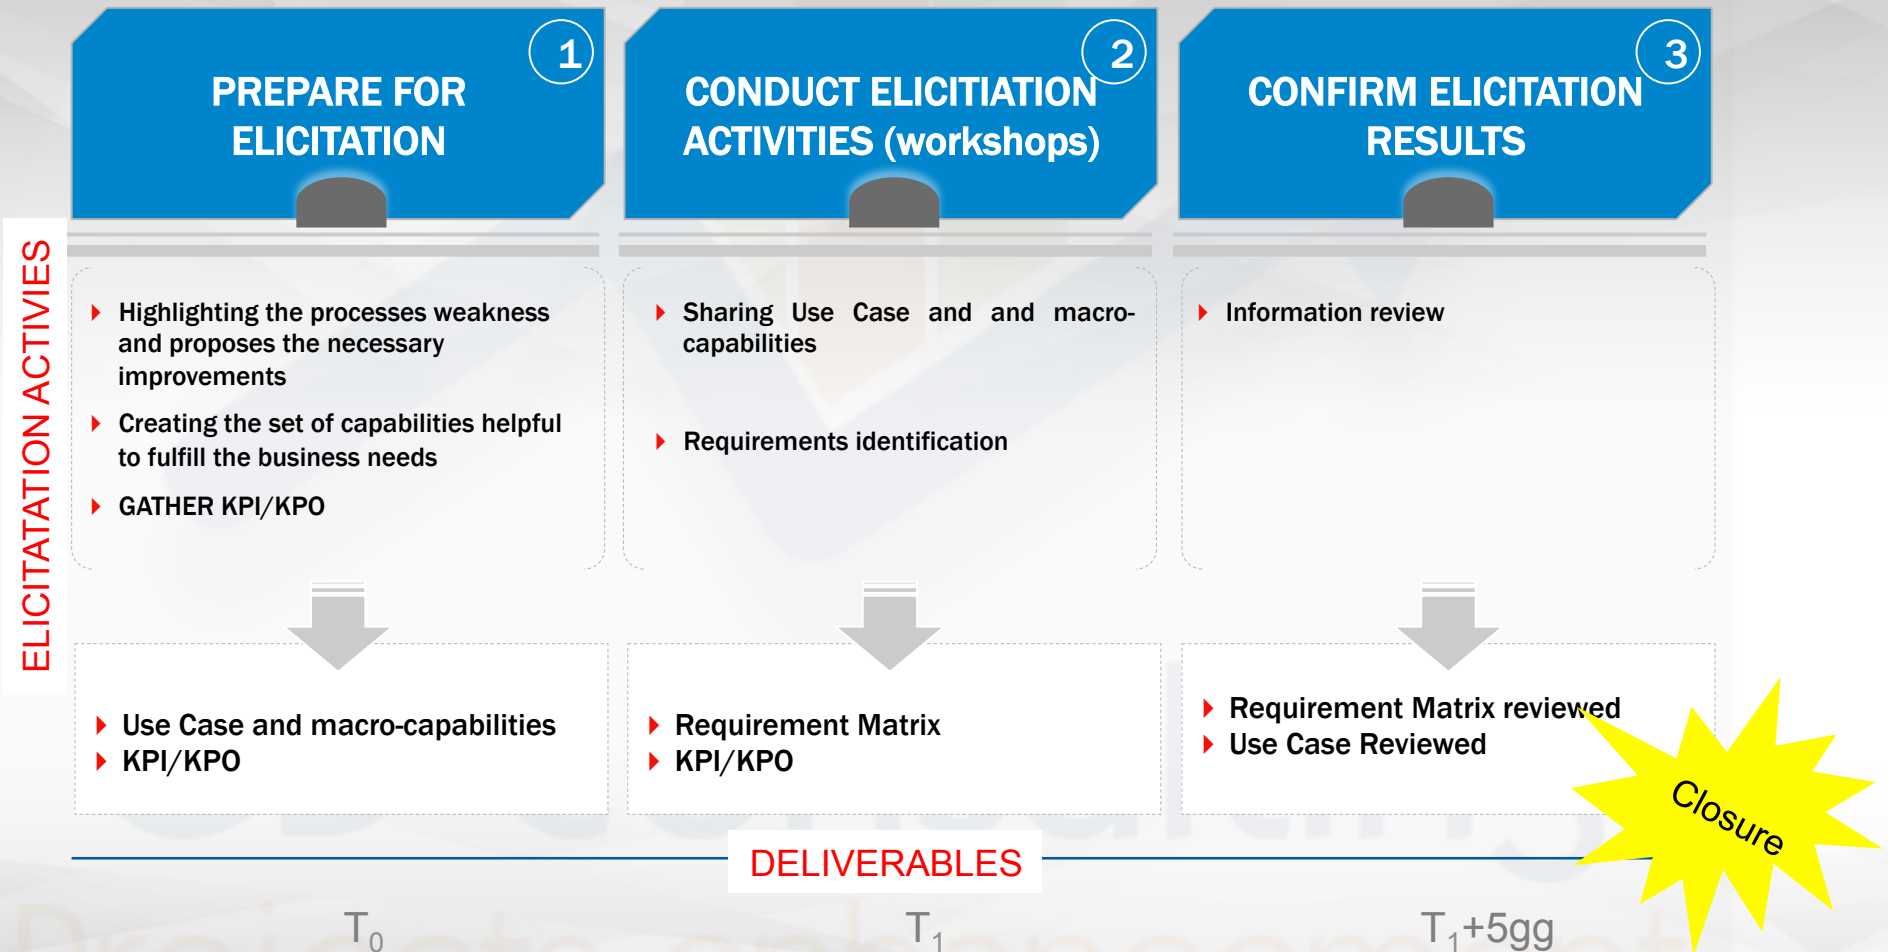 1
PREPARE FOR
ELICITATION
2
CONDUCT ELICITIATION
ACTIVITIES (workshops)
3
CONFIRM ELICITATION
RESULTS
ELICITATATION ACTIVIES
Highlighting the processes weakness
and proposes the necessary
improvements
Creating the set of capabilities helpful
to fulfill the business needs
GATHER KPI/KPO
Sharing Use Case and and macro-
capabilities
Requirements identification
Information review
Use Case and macro-capabilities
KPI/KPO
Requirement Matrix
KPI/KPO
Requirement Matrix reviewed
Use Case Reviewed
Closure
DELIVERABLES
T0
T1
T1+5gg